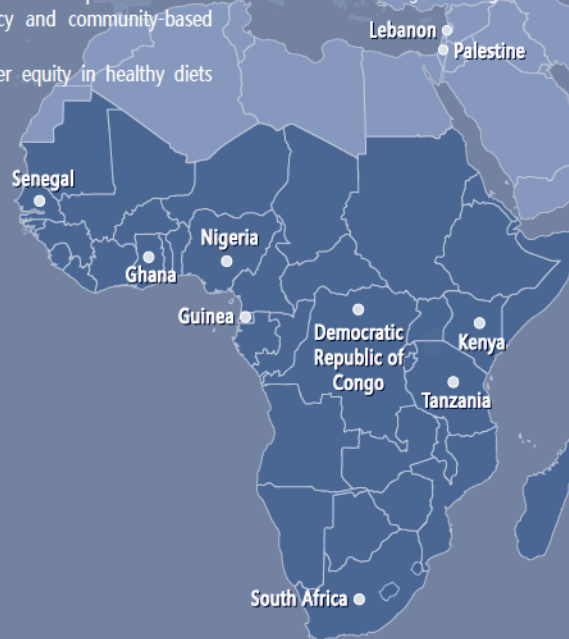 cy and community-based
er equity in healthy diets
Lebanon
Palestine
Senegal
Nigeria
Ghana
Guinea
Democratic
Republic of
Congo
Kenya
Tanzania
South Africa